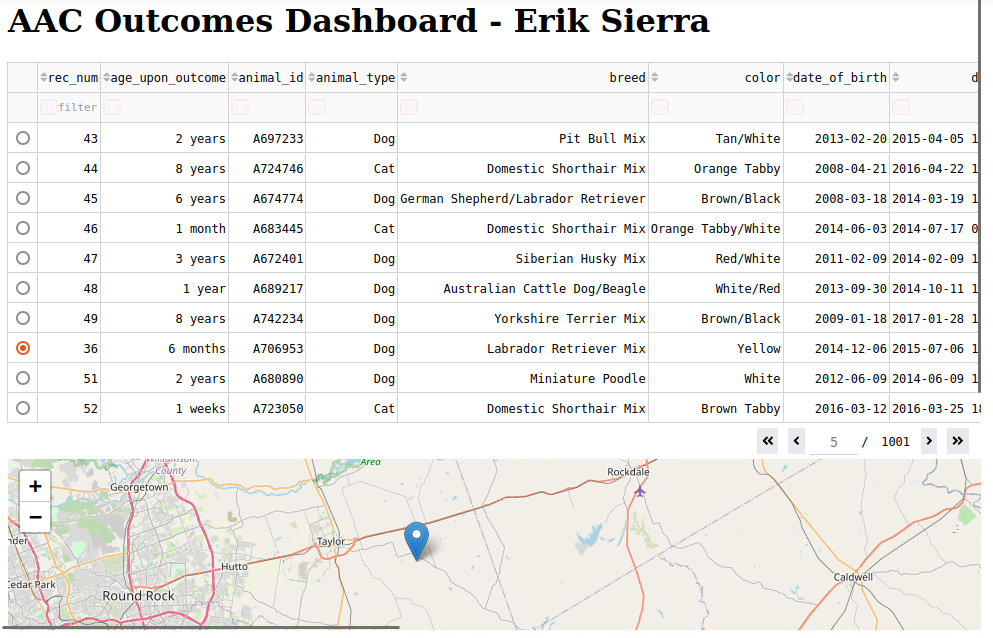 AAC Outcomes Dashboard - Erik Sierra
rec_num age_upon_outcome animal_id animal_type breed color date_of_birth d
Aa filter Aa Aa Aa Aa Aa Aa Aa
43 2 years A697233 Dog Pit Bull Mix Tan/White 2013-02-20 2015-04-05 1
44 8 years A724746 Cat Domestic Shorthair Mix Orange Tabby 2008-04-21 2016-04-22 1
45 6 years A674774 Dog German Shepherd/Labrador Retriever Brown/Black 2008-03-18 2014-03-19 1
46 1 month A683445 Cat Domestic Shorthair Mix Orange Tabby/White 2014-06-03 2014-07-17 0
47 3 years A672401 Dog Siberian Husky Mix Red/White 2011-02-09 2014-02-09 1
48 1 year A689217 Dog Australian Cattle Dog/Beagle White/Red 2013-09-30 2014-10-11 1
49 8 years A742234 Dog Yorkshire Terrier Mix Brown/Black 2009-01-18 2017-01-28 1
36 6 months A706953 Dog Labrador Retriever Mix Yellow 2014-12-06 2015-07-06 1
51 2 years A680890 Dog Miniature Poodle White 2012-06-09 2014-06-09 1
52 1 weeks A723050 Cat Domestic Shorthair Mix Brown Tabby 2016-03-12 2016-03-25 18
<< < 5 / 1001 > >>
Williamson
County
Area
Rockdale
+
Georgetown
−
nder
Taylor
Hutto
Caldwell
Cedar Park
Round Rock